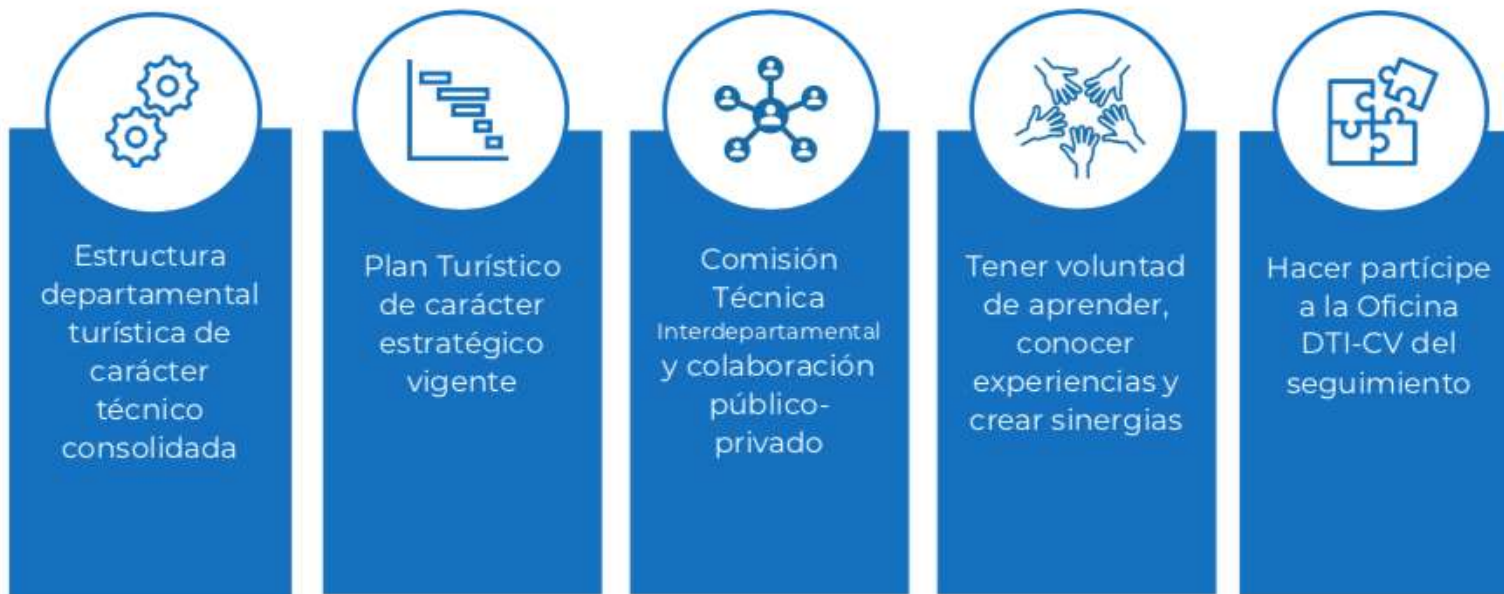 Estructura
departamental
turística de
carácter
técnico
consolidada
Plan Turístico
de carácter
estratégico
vigente
Comisión
Técnica
Interdepartamental
y colaboración
público-
privado
Tener voluntad
de aprender,
conocer
experiencias y
crear sinergias
Hacer partícipe
a la Oficina
DTI-CV del
seguimiento